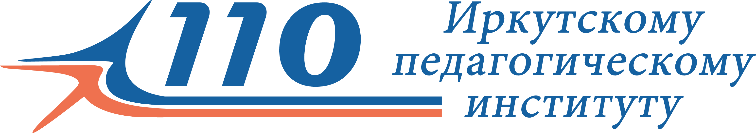 110
Иркутскому
педагогическому
институту